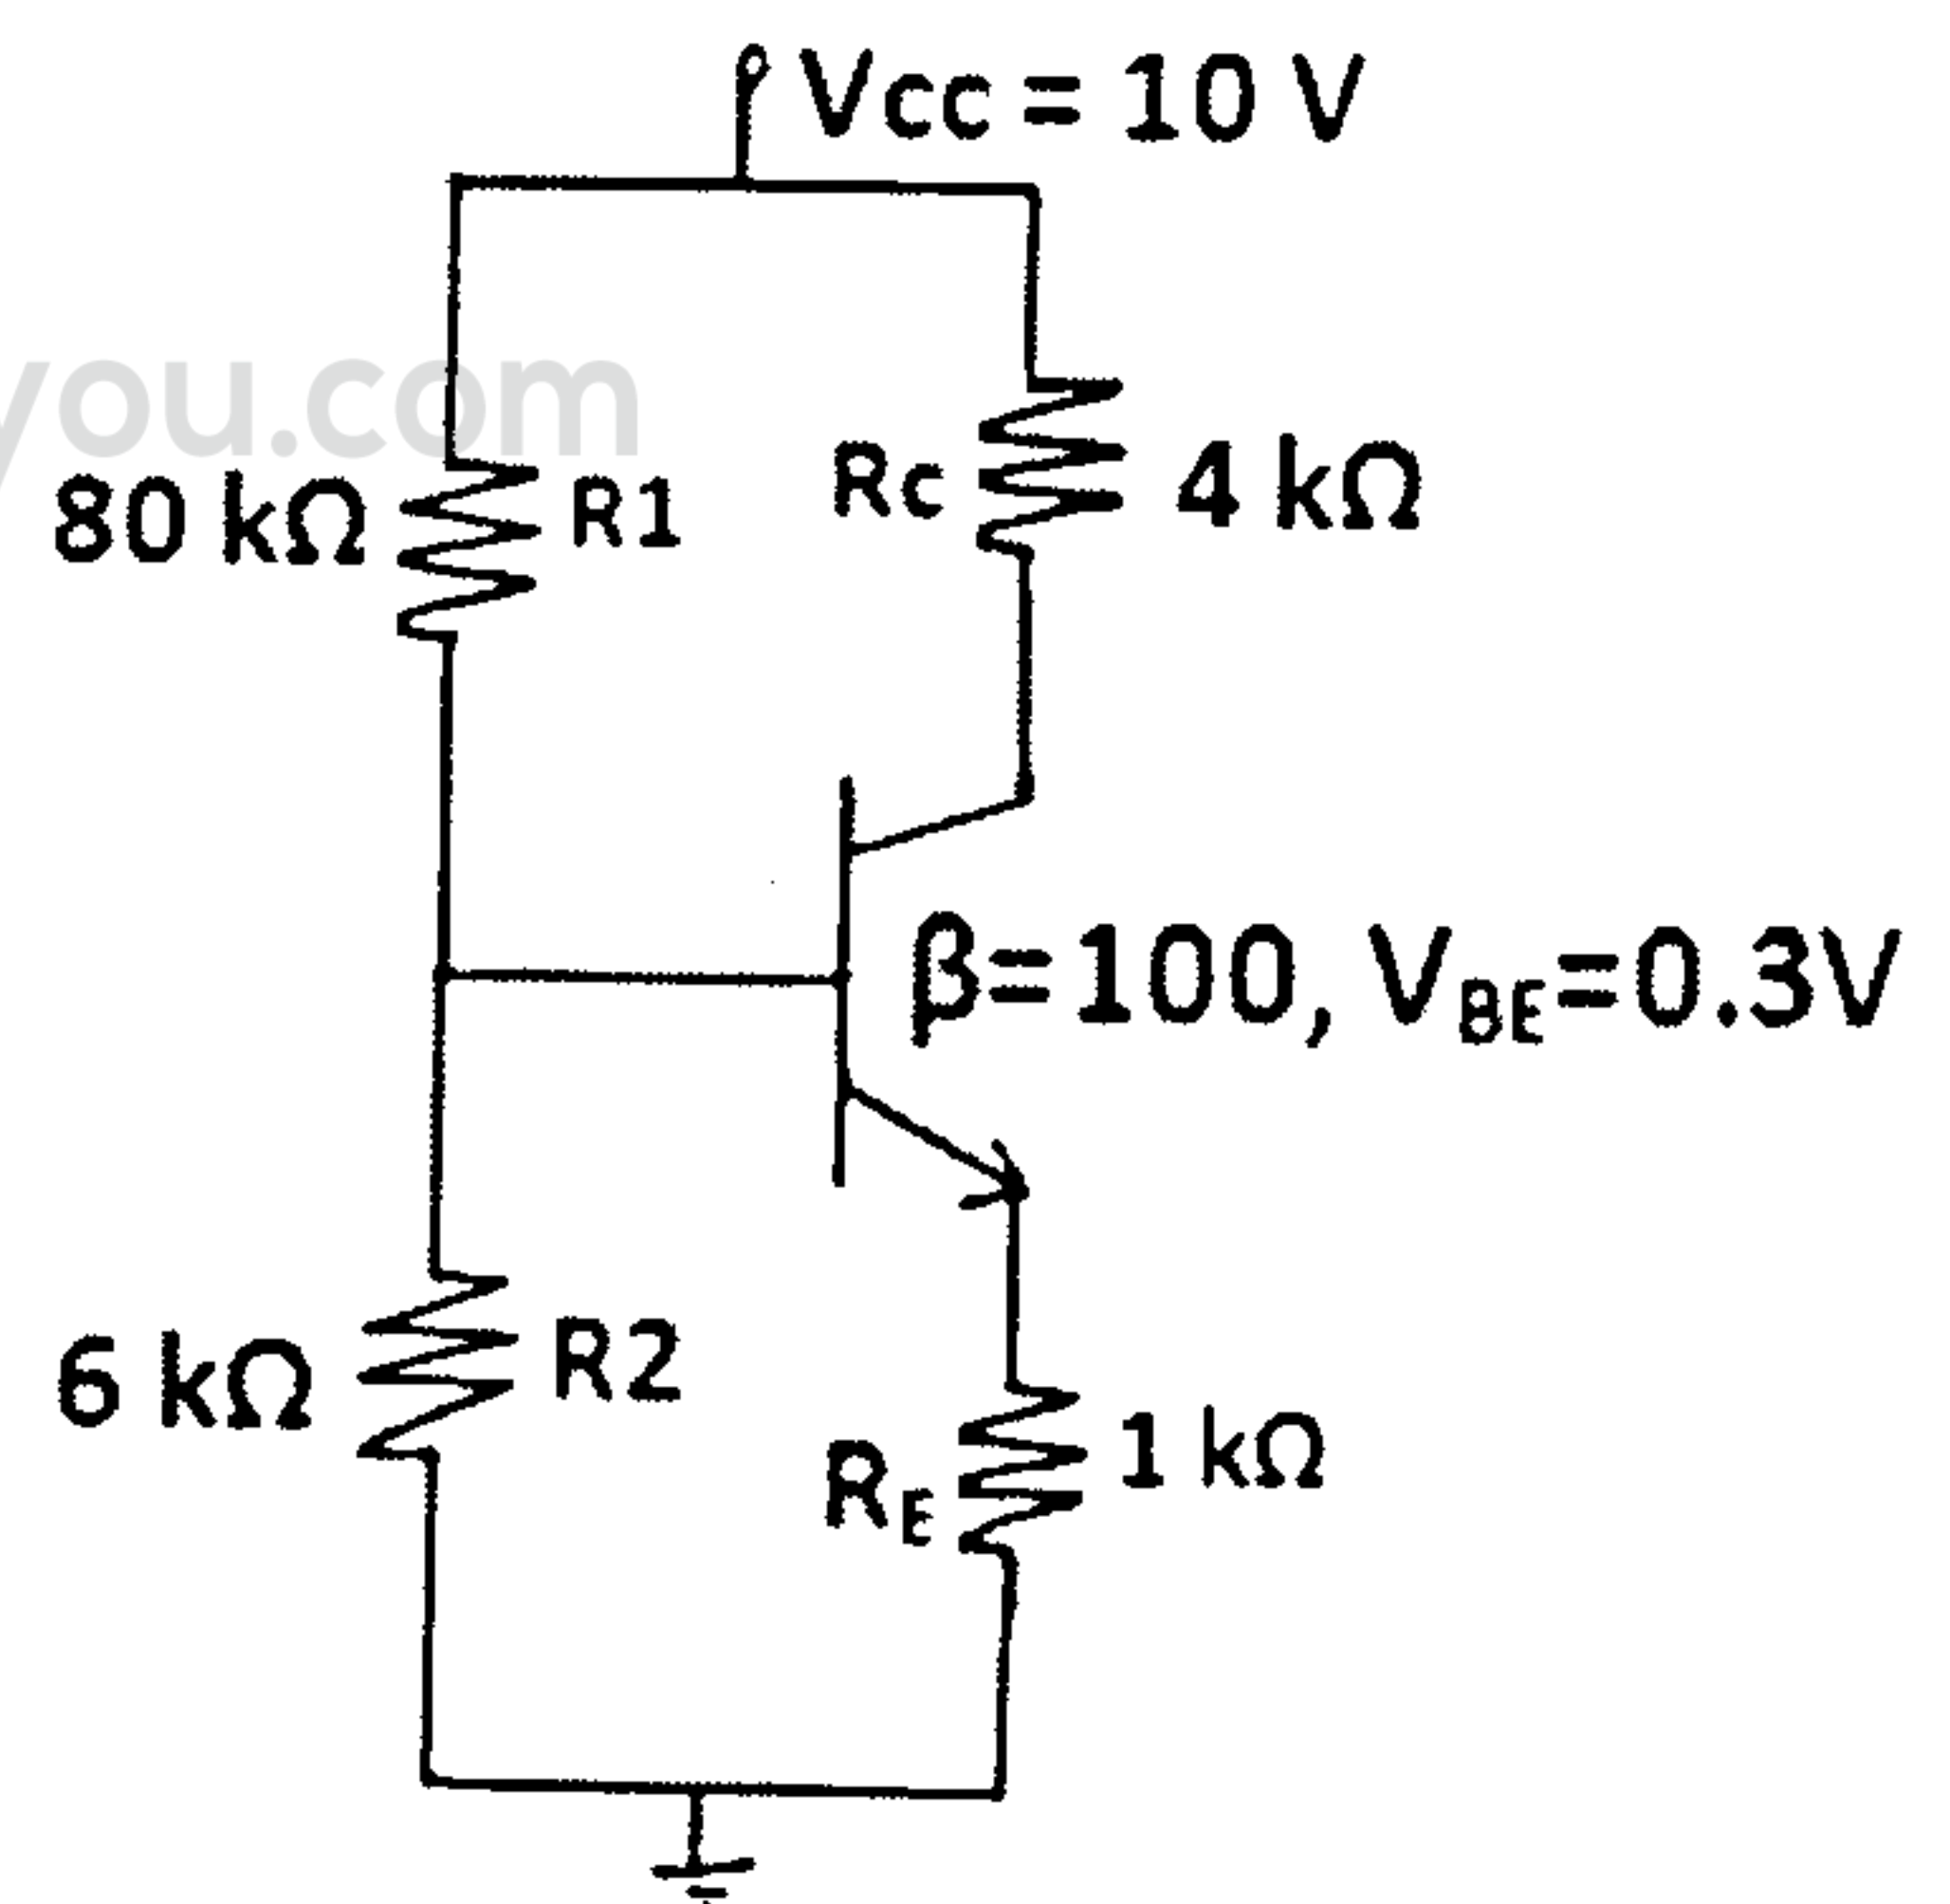 Vcc = 10 V
you.com
80 kΩ R1
Rc 4 kΩ
β=100, VBE=0.3V
6 kΩ R2
RE 1 kΩ